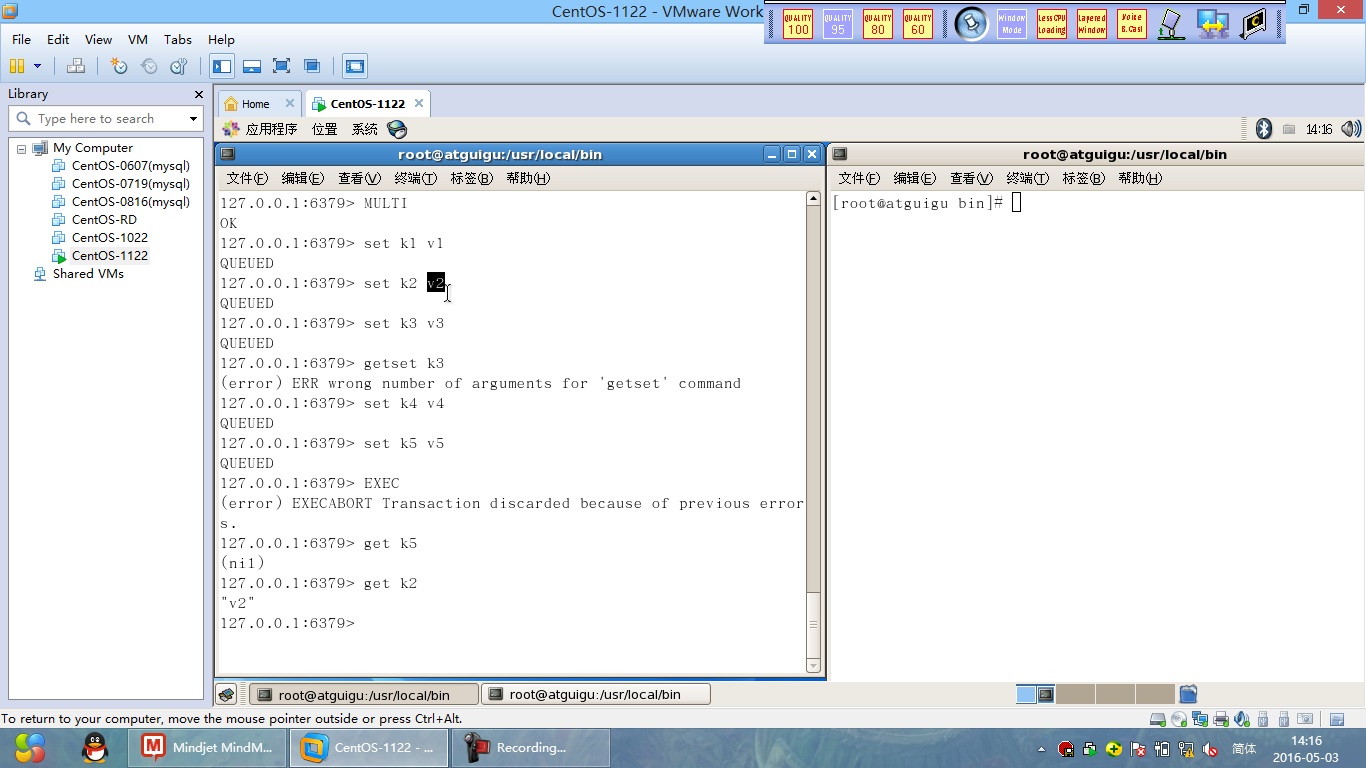 CentOS-1122 - VMware Work
QUALITY 100
QUALITY 95
QUALITY 80
QUALITY 60
Window Mode
Less CPU Loading
Layered Window
Voice B.Cast
File Edit View VM Tabs Help
Library
Type here to search
My Computer
CentOS-0607(mysql)
CentOS-0719(mysql)
CentOS-0816(mysql)
CentOS-RD
CentOS-1022
CentOS-1122
Shared VMs
Home
CentOS-1122
应用程序 位置 系统
14:16
root@atguigu:/usr/local/bin
文件(F) 编辑(E) 查看(V) 终端(T) 标签(B) 帮助(H)
127.0.0.1:6379> MULTI
OK
127.0.0.1:6379> set k1 v1
QUEUED
127.0.0.1:6379> set k2 v2
QUEUED
127.0.0.1:6379> set k3 v3
QUEUED
127.0.0.1:6379> getset k3
(error) ERR wrong number of arguments for 'getset' command
127.0.0.1:6379> set k4 v4
QUEUED
127.0.0.1:6379> set k5 v5
QUEUED
127.0.0.1:6379> EXEC
(error) EXECABORT Transaction discarded because of previous error
s.
127.0.0.1:6379> get k5
(nil)
127.0.0.1:6379> get k2
"v2"
127.0.0.1:6379>
root@atguigu:/usr/local/bin
文件(F) 编辑(E) 查看(V) 终端(T) 标签(B) 帮助(H)
[root@atguigu bin]#
root@atguigu:/usr/local/bin
root@atguigu:/usr/local/bin
To return to your computer, move the mouse pointer outside or press Ctrl+Alt.
Mindjet MindM...
CentOS-1122 - ...
Recording...
简体
14:16
2016-05-03